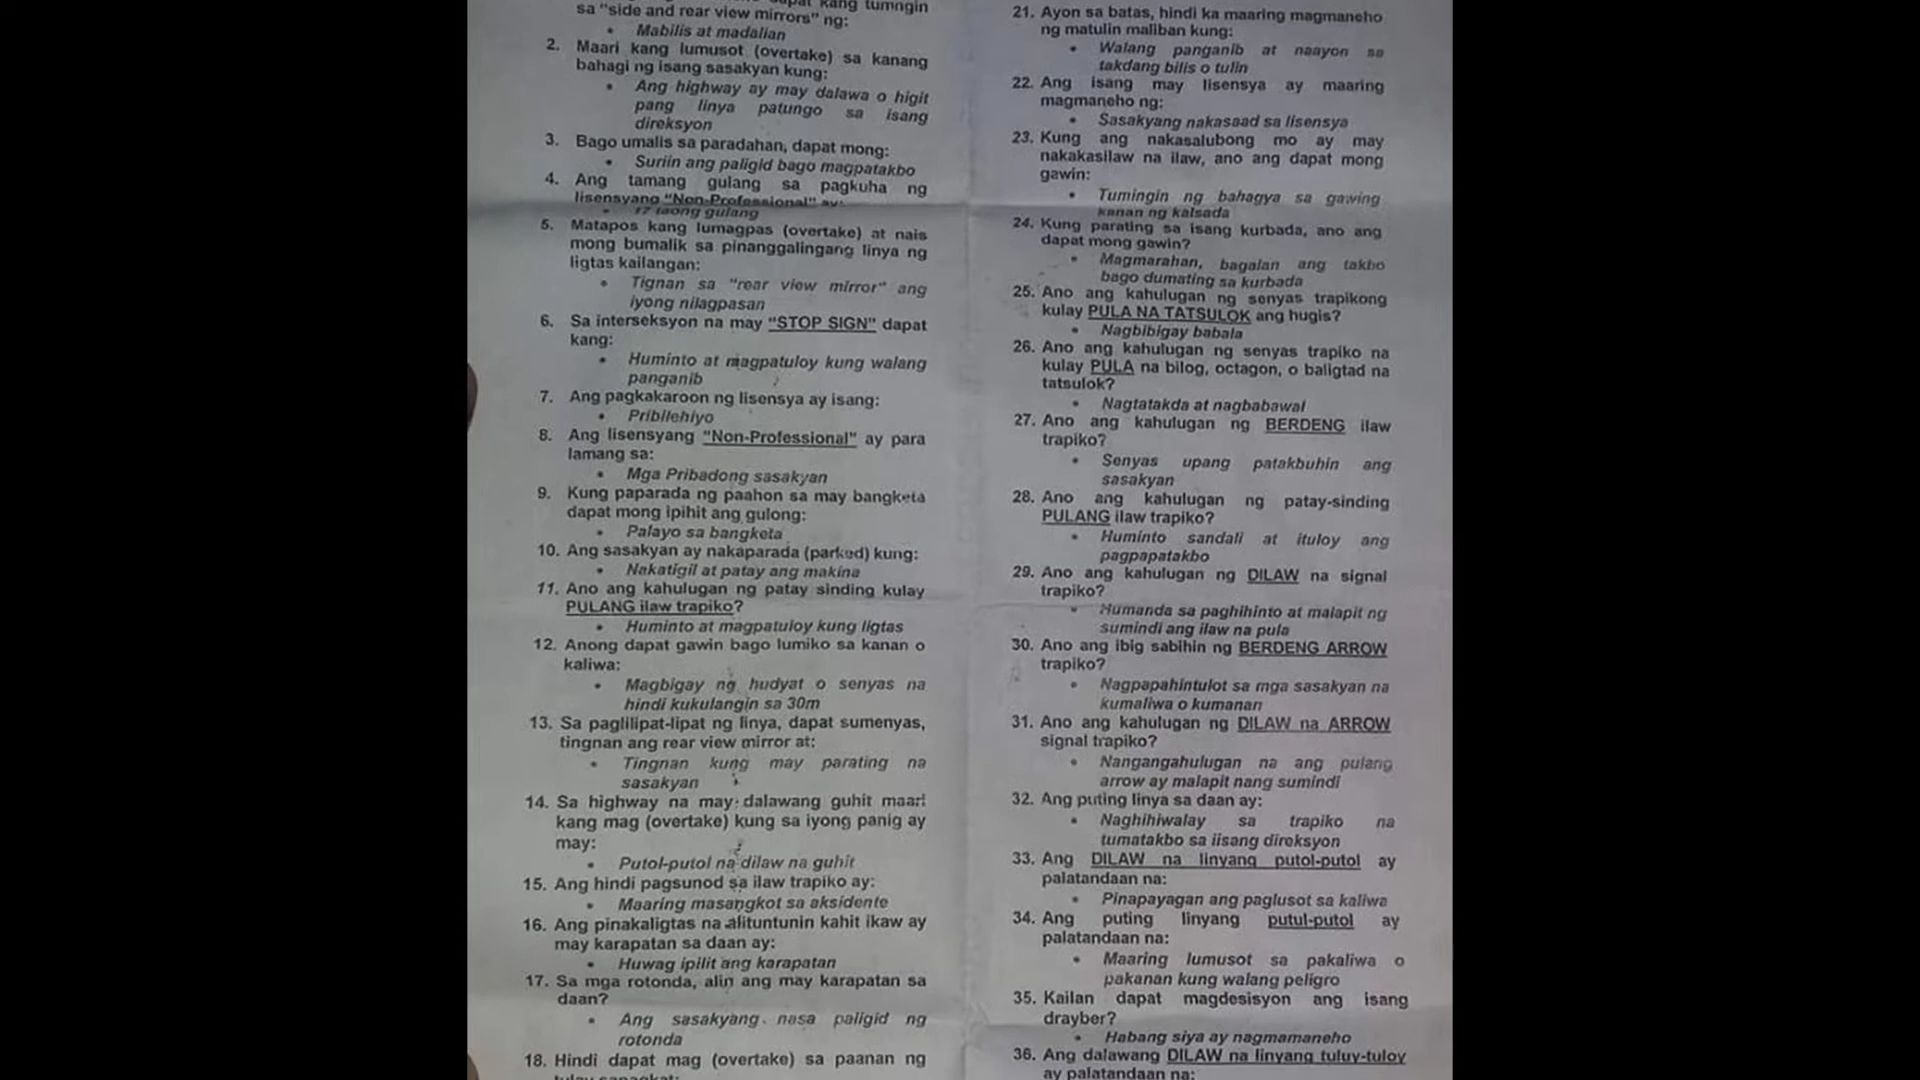 kang tumingin
sa "side and rear view mirrors" ng:
• Mabilis at madalian
2. Maari kang lumusot (overtake) sa kanang
bahagi ng isang sasakyan kung:
• Ang highway ay may dalawa o higit
pang linya patungo sa isang
direksyon
3. Bago umalis sa paradahan, dapat mong:
• Suriin ang paligid bago magpatakbo
4. Ang tamang gulang sa pagkuha ng
lisensyang "Non-Professional" ay:
• 17 taong gulang
5. Matapos kang lumagpas (overtake) at nais
mong bumalik sa pinanggalingang linya ng
ligtas kailangan:
• Tignan sa "rear view mirror" ang
iyong nilagpasan
6. Sa interseksyon na may "STOP SIGN" dapat
kang:
• Huminto at magpatuloy kung walang
panganib
7. Ang pagkakaroon ng lisensya ay isang:
• Pribilehiyo
8. Ang lisensyang "Non-Professional" ay para
lamang sa:
• Mga Pribadong sasakyan
9. Kung paparada ng paahon sa may bangketa
dapat mong ipihit ang gulong:
• Palayo sa bangketa
10. Ang sasakyan ay nakaparada (parked) kung:
• Nakatigil at patay ang makina
11. Ano ang kahulugan ng patay sinding kulay
PULANG ilaw trapiko?
• Huminto at magpatuloy kung ligtas
12. Anong dapat gawin bago lumiko sa kanan o
kaliwa:
• Magbigay ng hudyat o senyas na
hindi kukulangin sa 30m
13. Sa paglilipat-lipat ng linya, dapat sumenyas,
tingnan ang rear view mirror at:
• Tingnan kung may parating na
sasakyan
14. Sa highway na may dalawang guhit maari
kang mag (overtake) kung sa iyong panig ay
may:
• Putol-putol na dilaw na guhit
15. Ang hindi pagsunod sa ilaw trapiko ay:
• Maaring masangkot sa aksidente
16. Ang pinakaligtas na alituntunin kahit ikaw ay
may karapatan sa daan ay:
• Huwag ipilit ang karapatan
17. Sa mga rotonda, alin ang may karapatan sa
daan?
• Ang sasakyang nasa paligid ng
rotonda
18. Hindi dapat mag (overtake) sa paanan ng
21. Ayon sa batas, hindi ka maaring magmaneho
ng matulin maliban kung:
• Walang panganib at naayon sa
takdang bilis o tulin
22. Ang isang may lisensya ay maaring
magmaneho ng:
• Sasakyang nakasaad sa lisensya
23. Kung ang nakasalubong mo ay may
nakakasilaw na ilaw, ano ang dapat mong
gawin:
• Tumingin ng bahagya sa gawing
kanan ng kalsada
24. Kung parating sa isang kurbada, ano ang
dapat mong gawin?
• Magmarahan, bagalan ang takbo
bago dumating sa kurbada
25. Ano ang kahulugan ng senyas trapikong
kulay PULA NA TATSULOK ang hugis?
• Nagbibigay babala
26. Ano ang kahulugan ng senyas trapiko na
kulay PULA na bilog, octagon, o baligtad na
tatsulok?
• Nagtatakda at nagbabawal
27. Ano ang kahulugan ng BERDENG ilaw
trapiko?
• Senyas upang patakbuhin ang
sasakyan
28. Ano ang kahulugan ng patay-sinding
PULANG ilaw trapiko?
• Huminto sandali at ituloy ang
pagpapatakbo
29. Ano ang kahulugan ng DILAW na signal
trapiko?
• Humanda sa paghihinto at malapit ng
sumindi ang ilaw na pula
30. Ano ang ibig sabihin ng BERDENG ARROW
trapiko?
• Nagpapahintulot sa mga sasakyan na
kumaliwa o kumanan
31. Ano ang kahulugan ng DILAW na ARROW
signal trapiko?
• Nangangahulugan na ang pulang
arrow ay malapit nang sumindi
32. Ang puting linya sa daan ay:
• Naghihiwalay sa trapiko na
tumatakbo sa iisang direksyon
33. Ang DILAW na linyang putol-putol ay
palatandaan na:
• Pinapayagan ang paglusot sa kaliwa
34. Ang puting linyang putul-putol ay
palatandaan na:
• Maaring lumusot sa pakaliwa o
pakanan kung walang peligro
35. Kailan dapat magdesisyon ang isang
drayber?
• Habang siya ay nagmamaneho
36. Ang dalawang DILAW na linyang tuluy-tuloy
ay palatandaan na: